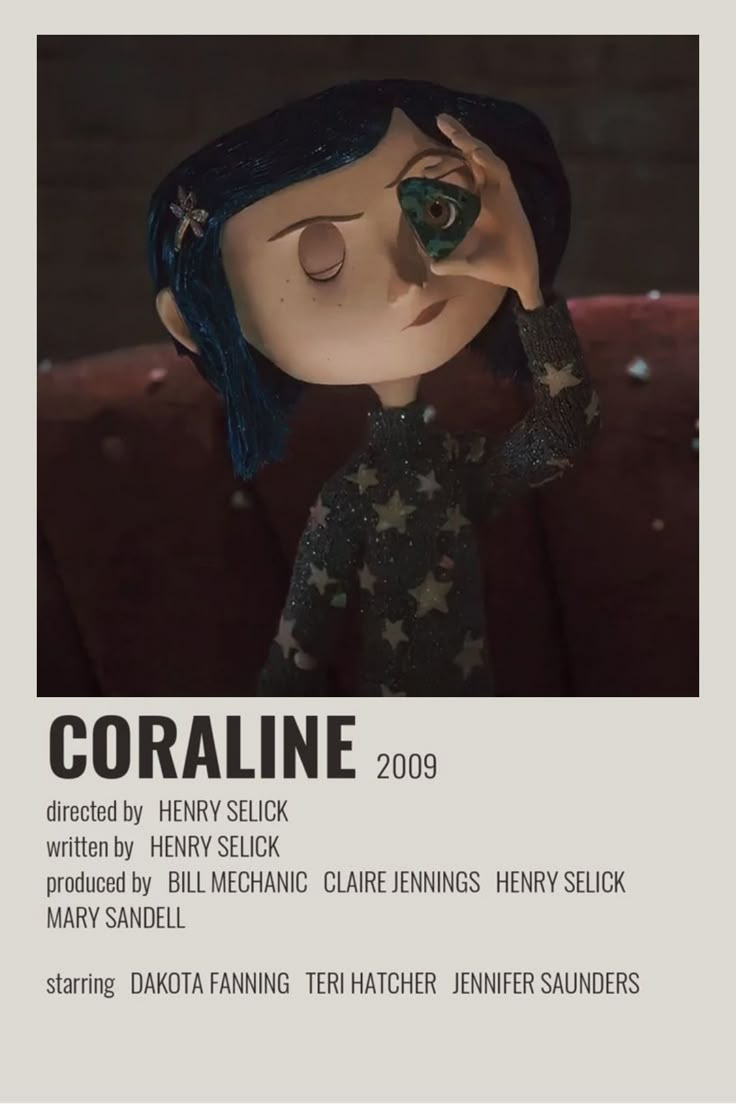 CORALINE 2009
directed by HENRY SELICK
written by HENRY SELICK
produced by BILL MECHANIC CLAIRE JENNINGS HENRY SELICK
MARY SANDELL
starring DAKOTA FANNING TERI HATCHER JENNIFER SAUNDERS